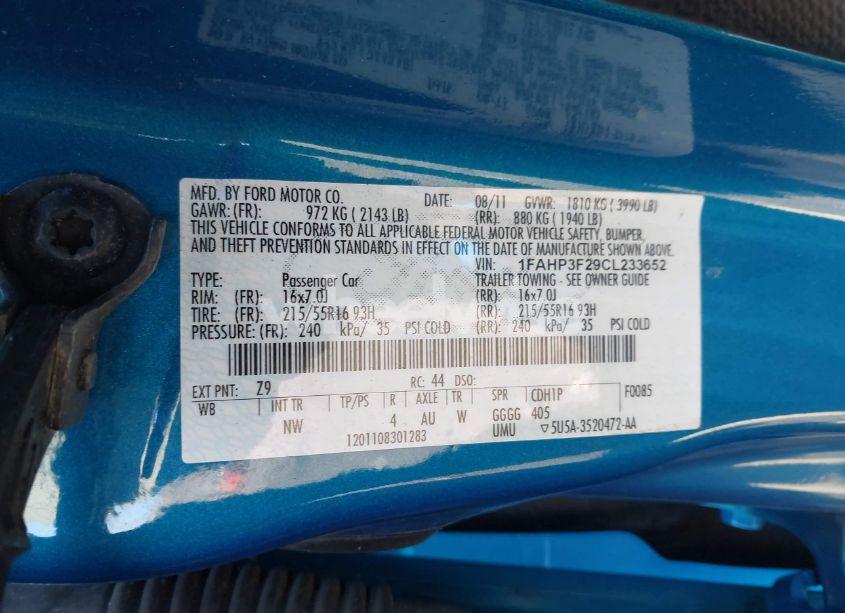 MFD. BY FORD MOTOR CO. DATE: 08/11 GVWR: 1810 KG ( 3990 LB)
GAWR: (FR): 972 KG ( 2143 LB) (RR): 880 KG ( 1940 LB)
THIS VEHICLE CONFORMS TO ALL APPLICABLE FEDERAL MOTOR VEHICLE SAFETY, BUMPER,
AND THEFT PREVENTION STANDARDS IN EFFECT ON THE DATE OF MANUFACTURE SHOWN ABOVE.
VIN: 1FAHP3F29CL233652
TYPE: Passenger Car TRAILER TOWING - SEE OWNER GUIDE
RIM: (FR): 16x7.0J (RR): 16x7.0J
TIRE: (FR): 215/55R16 93H (RR): 215/55R16 93H
PRESSURE: (FR): 240 kPa/ 35 PSI COLD (RR): 240 kPa/ 35 PSI COLD
EXT PNT: Z9 RC: 44 DSO: F0085
WB INT TR TP/PS R AXLE TR SPR CDH1P
NW 4 AU W GGGG 405
1201108301283 UMU ▽5U5A-3520472-AA